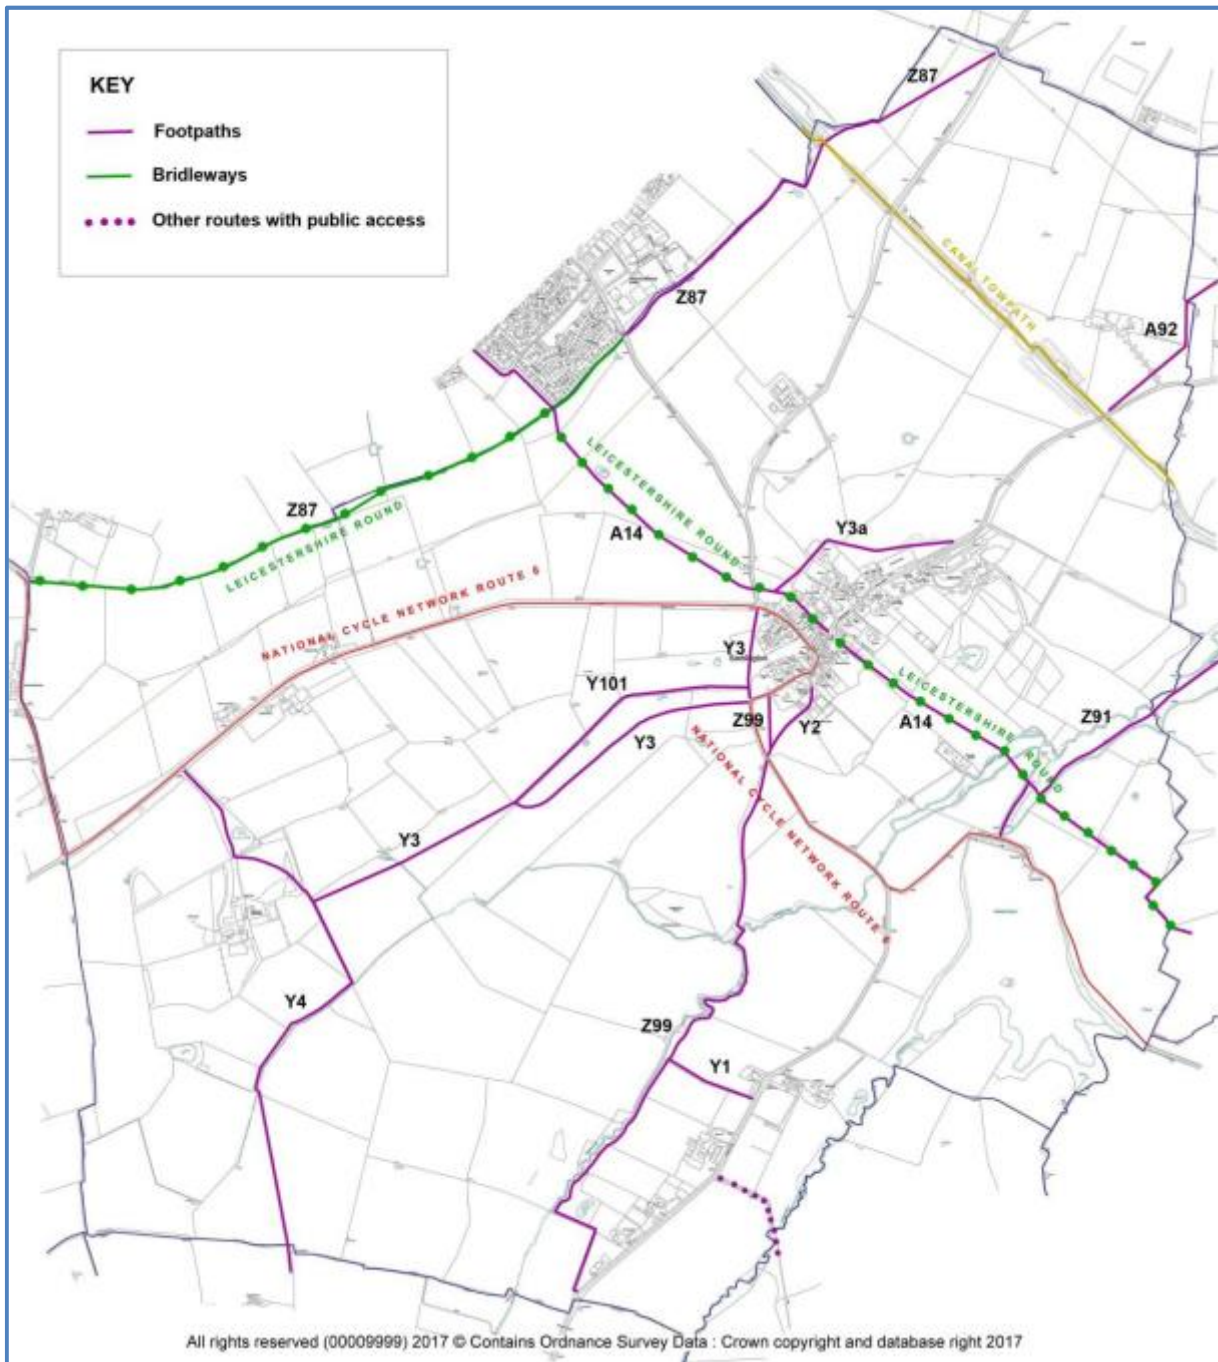 KEY
Footpaths
Bridleways
Other routes with public access
Z87
CANAL TOWPATH
Z87
A92
LEICESTERSHIRE ROUND
Z87
LEICESTERSHIRE ROUND
A14
Y3a
NATIONAL CYCLE NETWORK ROUTE 6
Y3
Y101
LEICESTERSHIRE ROUND
Z91
Z99
Y2
A14
Y3
NATIONAL CYCLE NETWORK ROUTE 6
Y3
Y4
Z99
Y1
All rights reserved (00009999) 2017 © Contains Ordnance Survey Data : Crown copyright and database right 2017